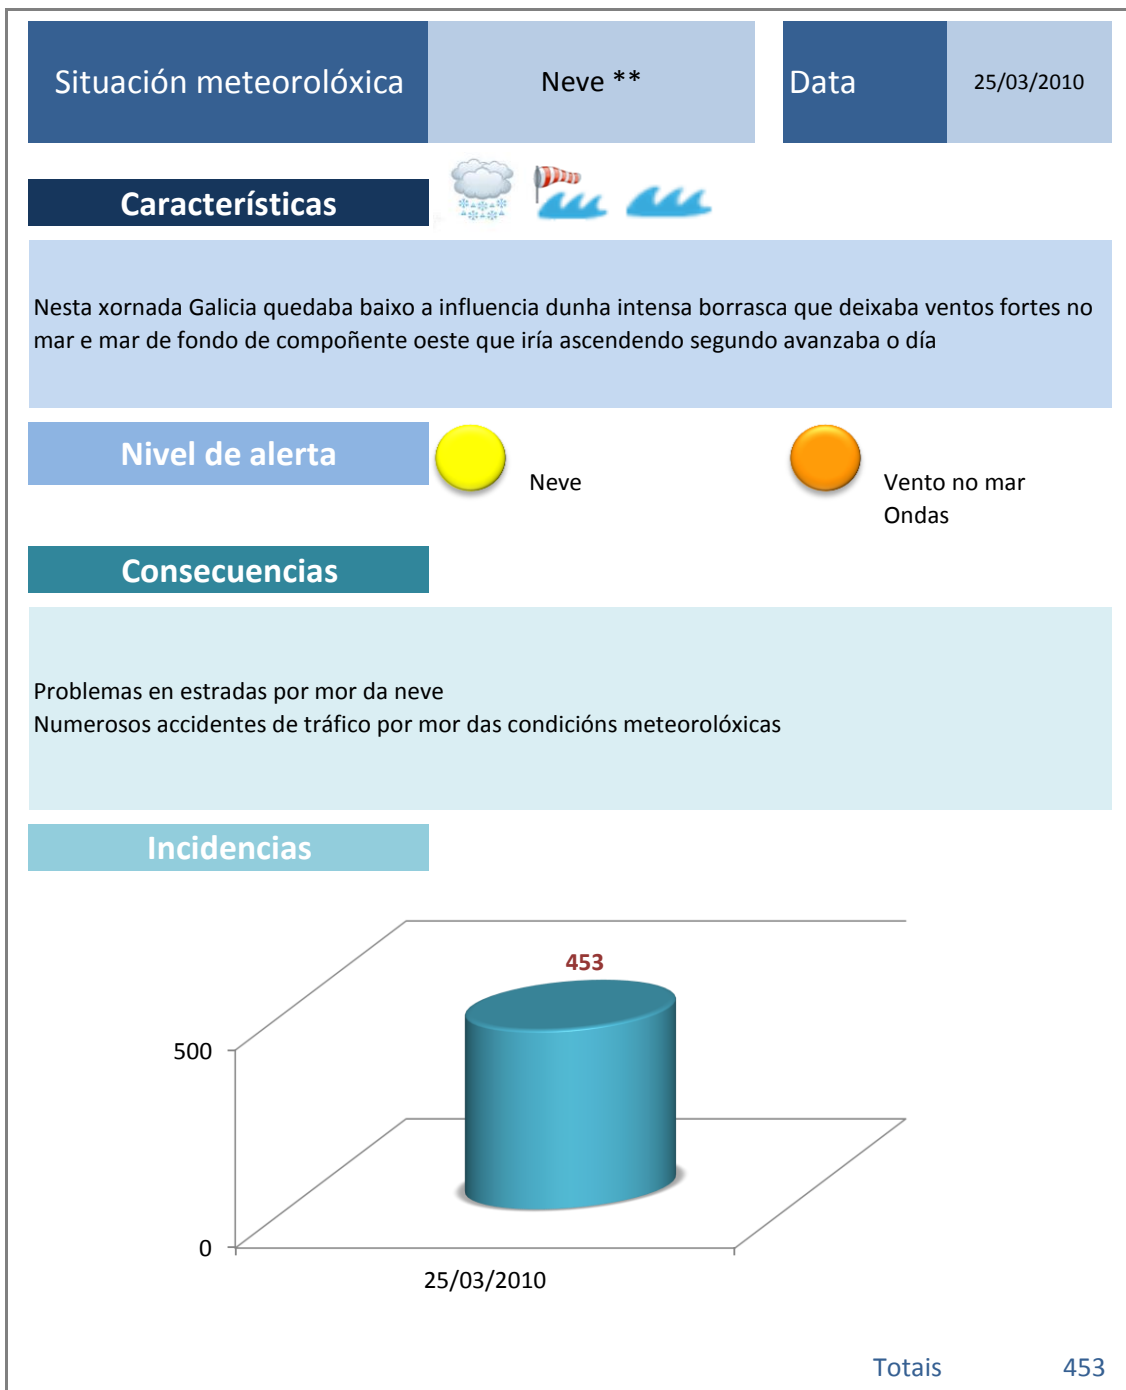 Situación meteorolóxica
Neve **
Data
25/03/2010
Características
Nesta xornada Galicia quedaba baixo a influencia dunha intensa borrasca que deixaba ventos fortes no
mar e mar de fondo de compoñente oeste que iría ascendendo segundo avanzaba o día
Nivel de alerta
Neve
Vento no mar
Ondas
Consecuencias
Problemas en estradas por mor da neve
Numerosos accidentes de tráfico por mor das condicións meteorolóxicas
Incidencias
453
500
0
25/03/2010
Totais 453